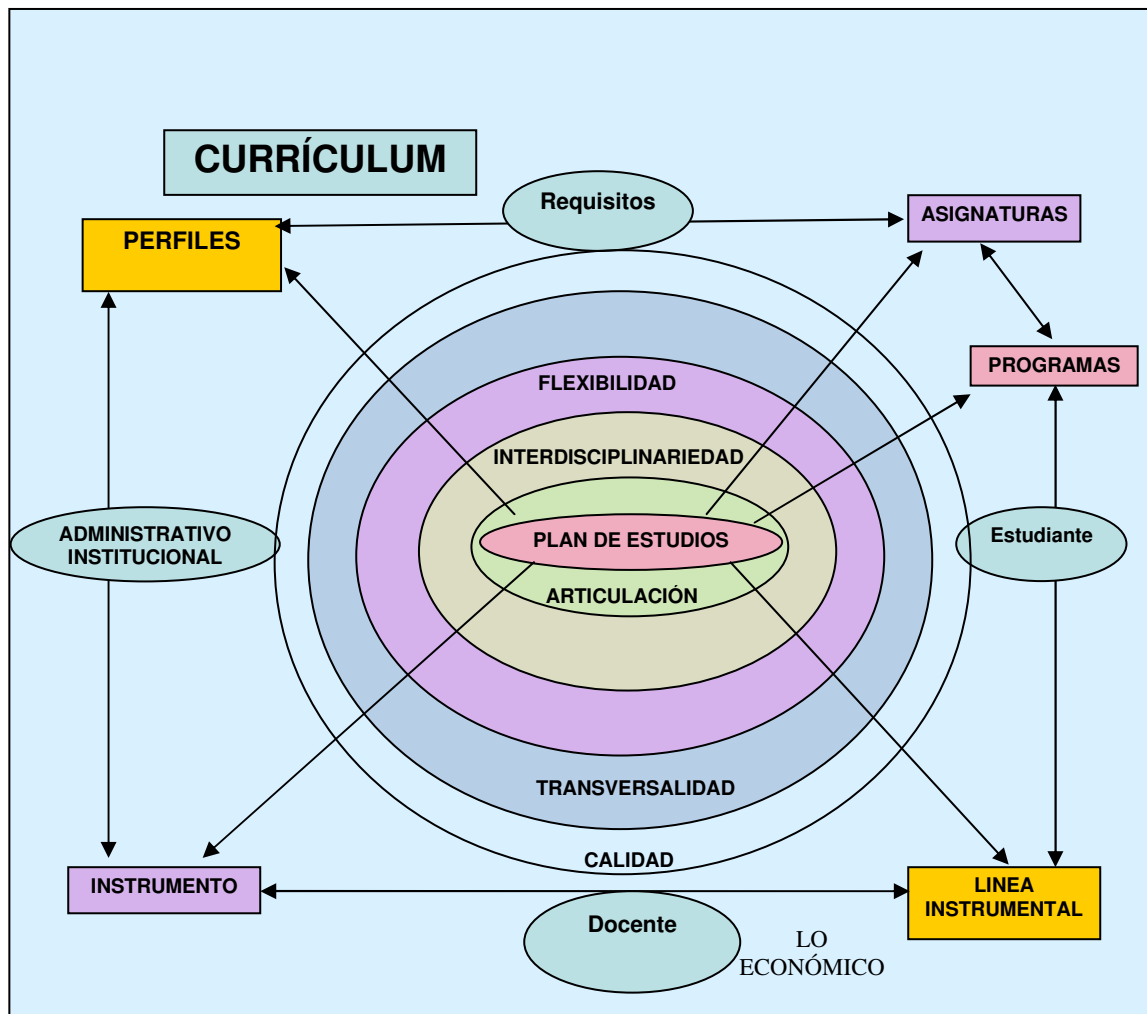 CURRÍCULUM
Requisitos
ASIGNATURAS
PERFILES
PROGRAMAS
FLEXIBILIDAD
INTERDISCIPLINARIEDAD
ADMINISTRATIVO
INSTITUCIONAL
PLAN DE ESTUDIOS
Estudiante
ARTICULACIÓN
TRANSVERSALIDAD
CALIDAD
INSTRUMENTO
LINEA
INSTRUMENTAL
Docente
LO
ECONÓMICO